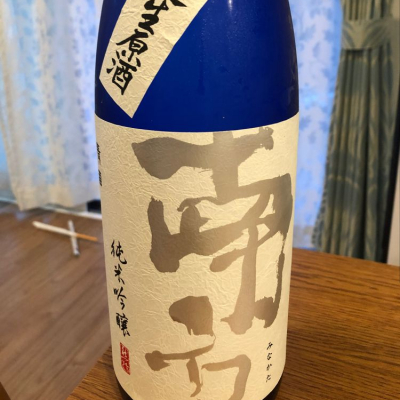 生原酒
南方
みなかた
純米吟醸